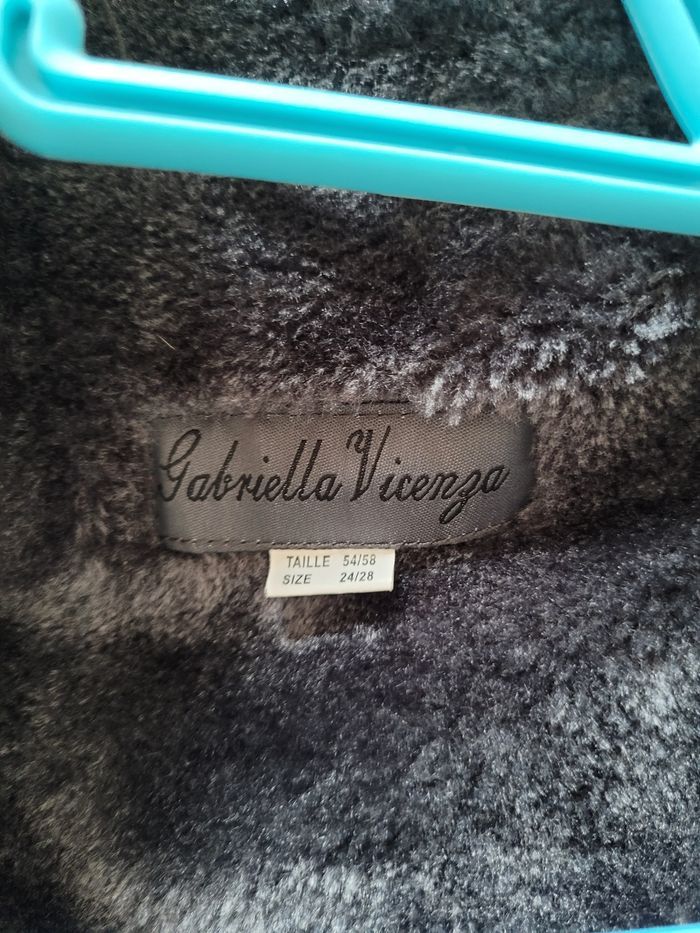 Gabriella Vicenza
TAILLE 54/58
SIZE 24/28